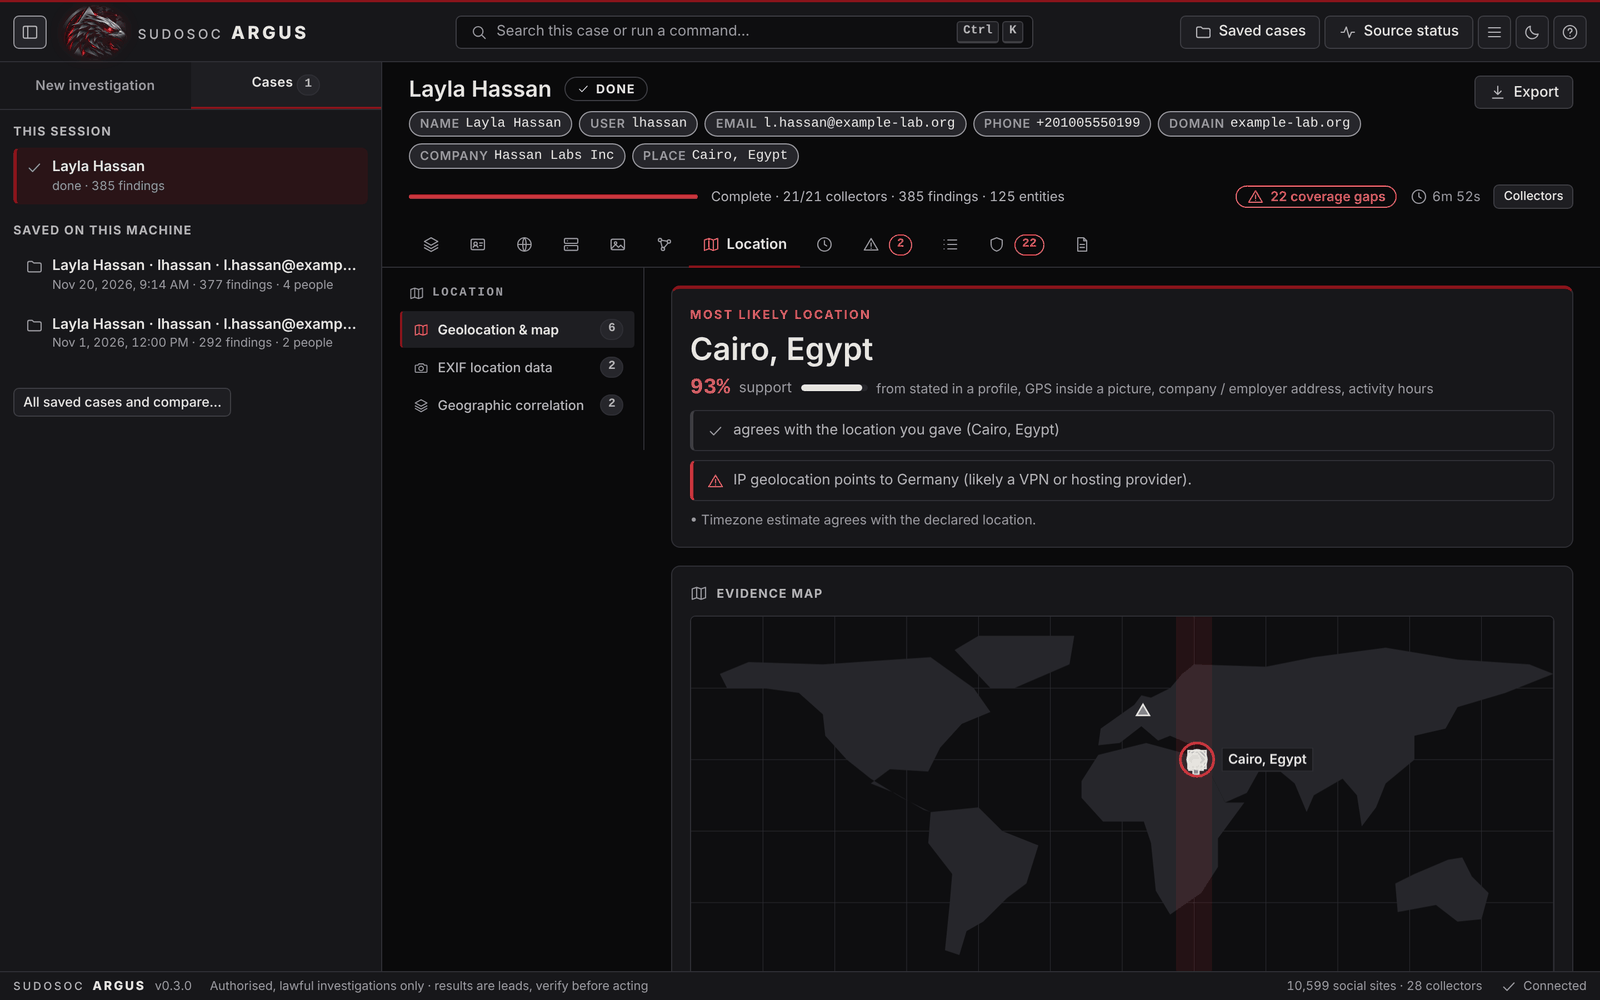 SUDOSOC ARGUS
Search this case or run a command...
Ctrl K
Saved cases
Source status
New investigation
Cases 1
THIS SESSION
Layla Hassan
done · 385 findings
SAVED ON THIS MACHINE
Layla Hassan · lhassan · l.hassan@examp...
Nov 20, 2026, 9:14 AM · 377 findings · 4 people
Layla Hassan · lhassan · l.hassan@examp...
Nov 1, 2026, 12:00 PM · 292 findings · 2 people
All saved cases and compare...
Layla Hassan
DONE
Export
NAME Layla Hassan
USER lhassan
EMAIL l.hassan@example-lab.org
PHONE +201005550199
DOMAIN example-lab.org
COMPANY Hassan Labs Inc
PLACE Cairo, Egypt
Complete · 21/21 collectors · 385 findings · 125 entities
22 coverage gaps
6m 52s
Collectors
Location
2
22
LOCATION
Geolocation & map 6
EXIF location data 2
Geographic correlation 2
MOST LIKELY LOCATION
Cairo, Egypt
93% support from stated in a profile, GPS inside a picture, company / employer address, activity hours
agrees with the location you gave (Cairo, Egypt)
IP geolocation points to Germany (likely a VPN or hosting provider).
• Timezone estimate agrees with the declared location.
EVIDENCE MAP
Cairo, Egypt
SUDOSOC ARGUS v0.3.0
Authorised, lawful investigations only · results are leads, verify before acting
10,599 social sites · 28 collectors
Connected